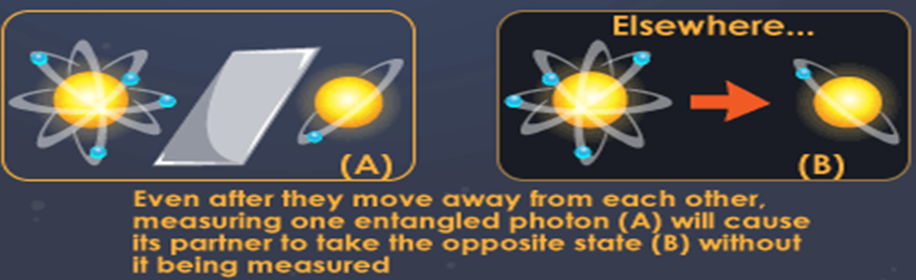 Elsewhere...
(A)
(B)
Even after they move away from each other,
measuring one entangled photon (A) will cause
its partner to take the opposite state (B) without
it being measured